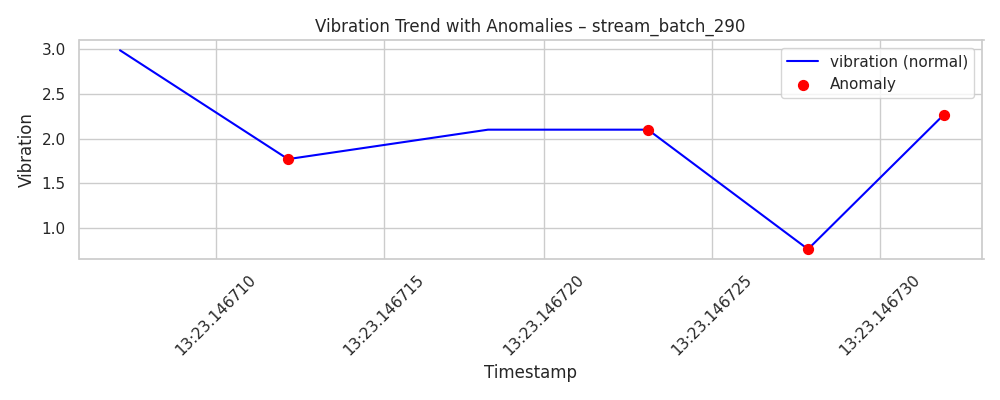 Vibration Trend with Anomalies – stream_batch_290
vibration (normal)
Anomaly
3.0
2.5
2.0
1.5
1.0
Vibration
13:23.146710
13:23.146715
13:23.146720
13:23.146725
13:23.146730
Timestamp